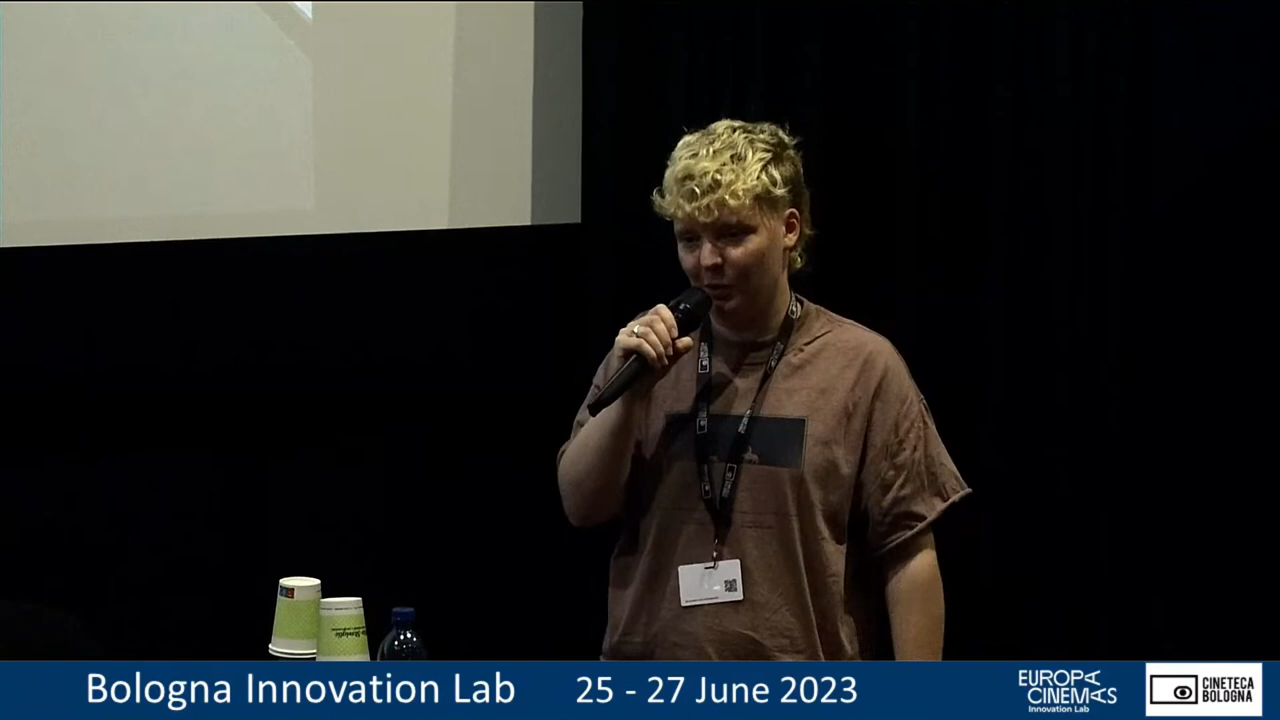 Bologna Innovation Lab
25 - 27 June 2023
EUROPA
CINEMAS
Innovation Lab
CINETECA
BOLOGNA